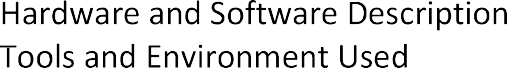 Hardware and Software Description
Tools and Environment Used